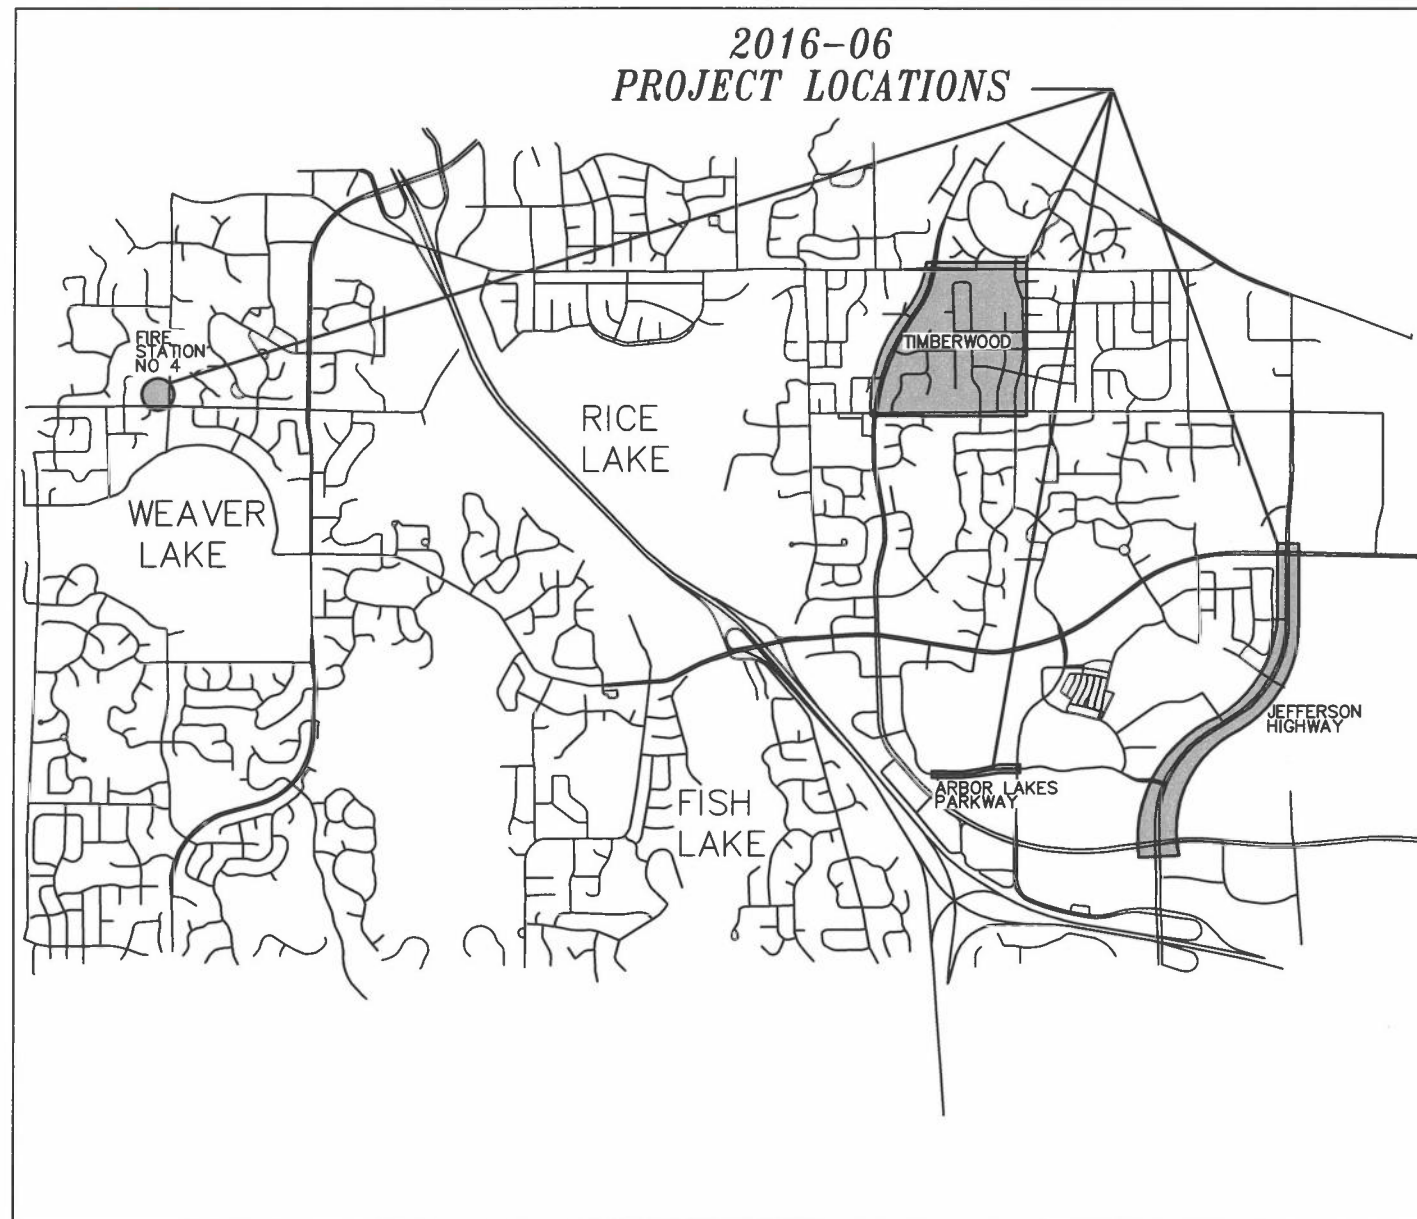 2016-06
PROJECT LOCATIONS
FIRE
STATION
NO 4
TIMBERWOOD
RICE
LAKE
WEAVER
LAKE
JEFFERSON
HIGHWAY
ARBOR LAKES
PARKWAY
FISH
LAKE